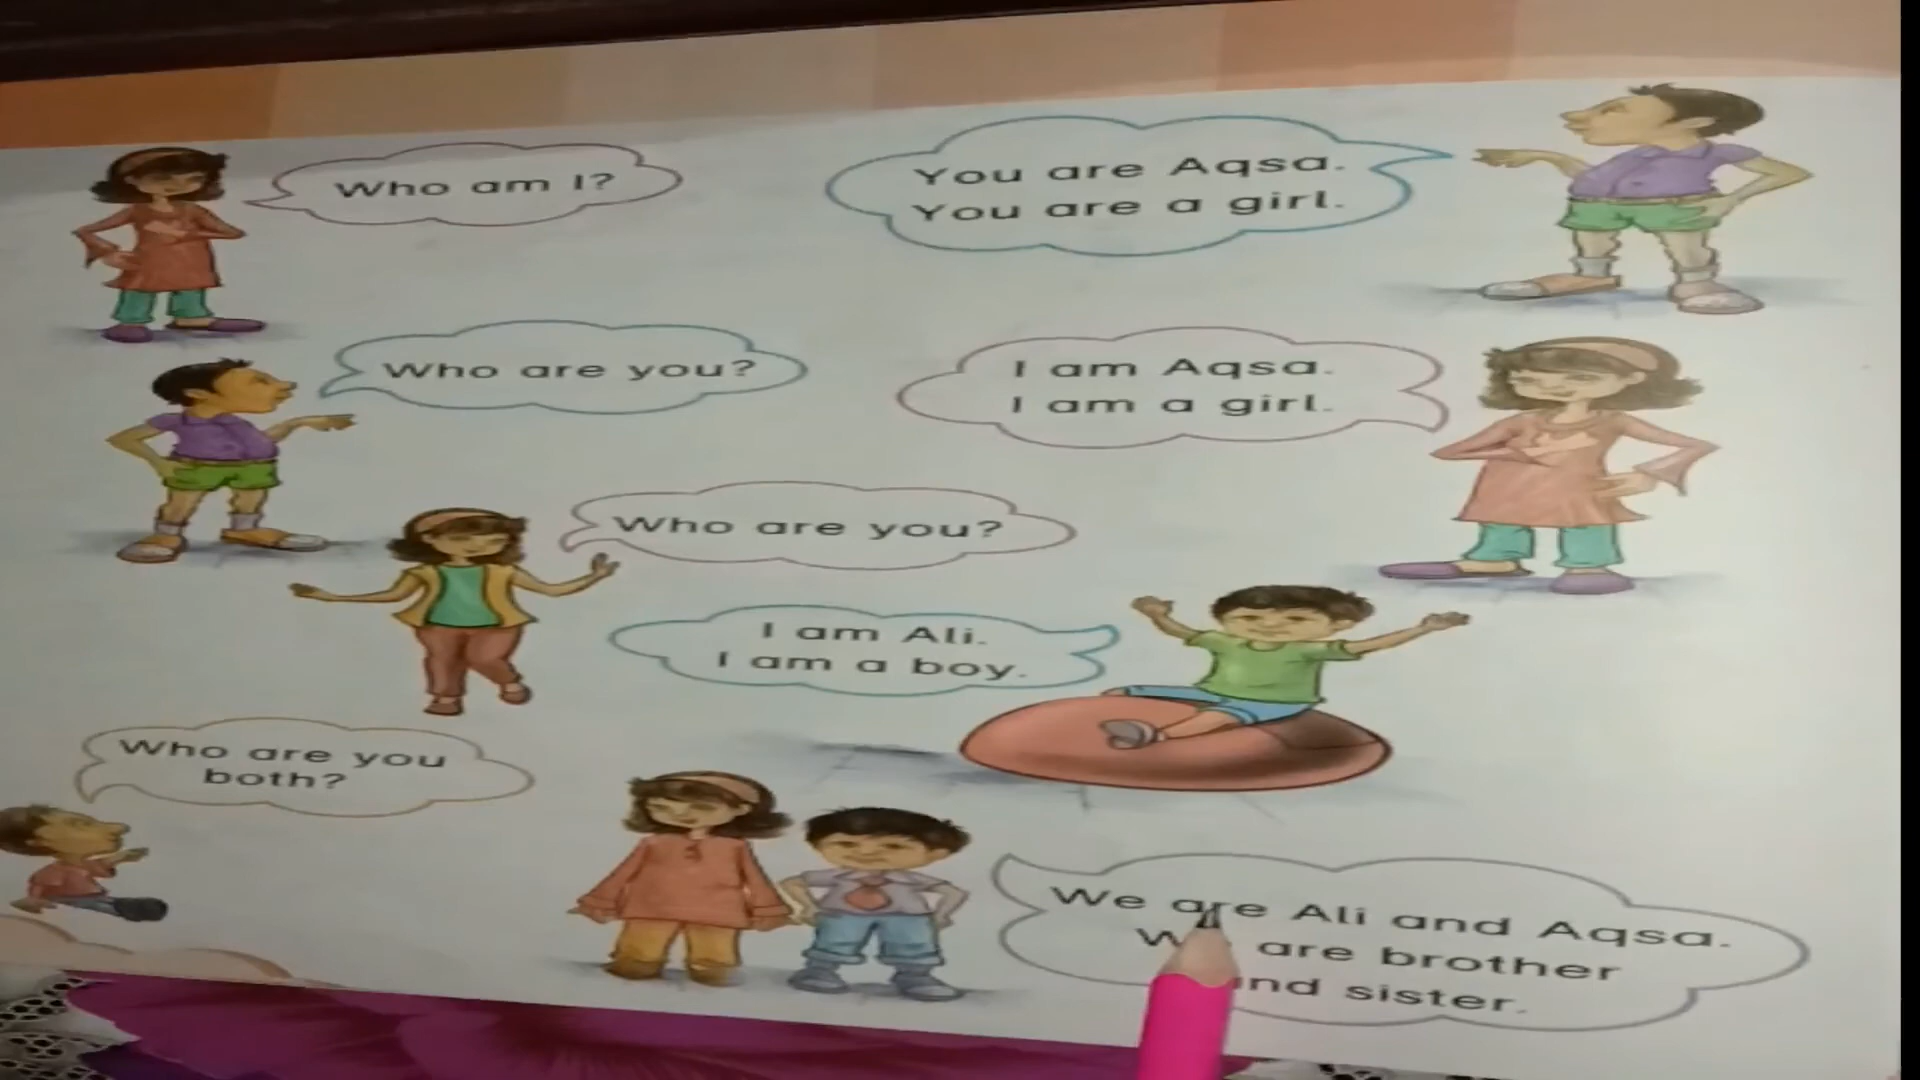 Who am I?
You are Aqsa.
You are a girl.
Who are you?
I am Aqsa.
I am a girl.
Who are you?
I am Ali.
I am a boy.
Who are you
both?
We are Ali and Aqsa.
are brother
and sister.